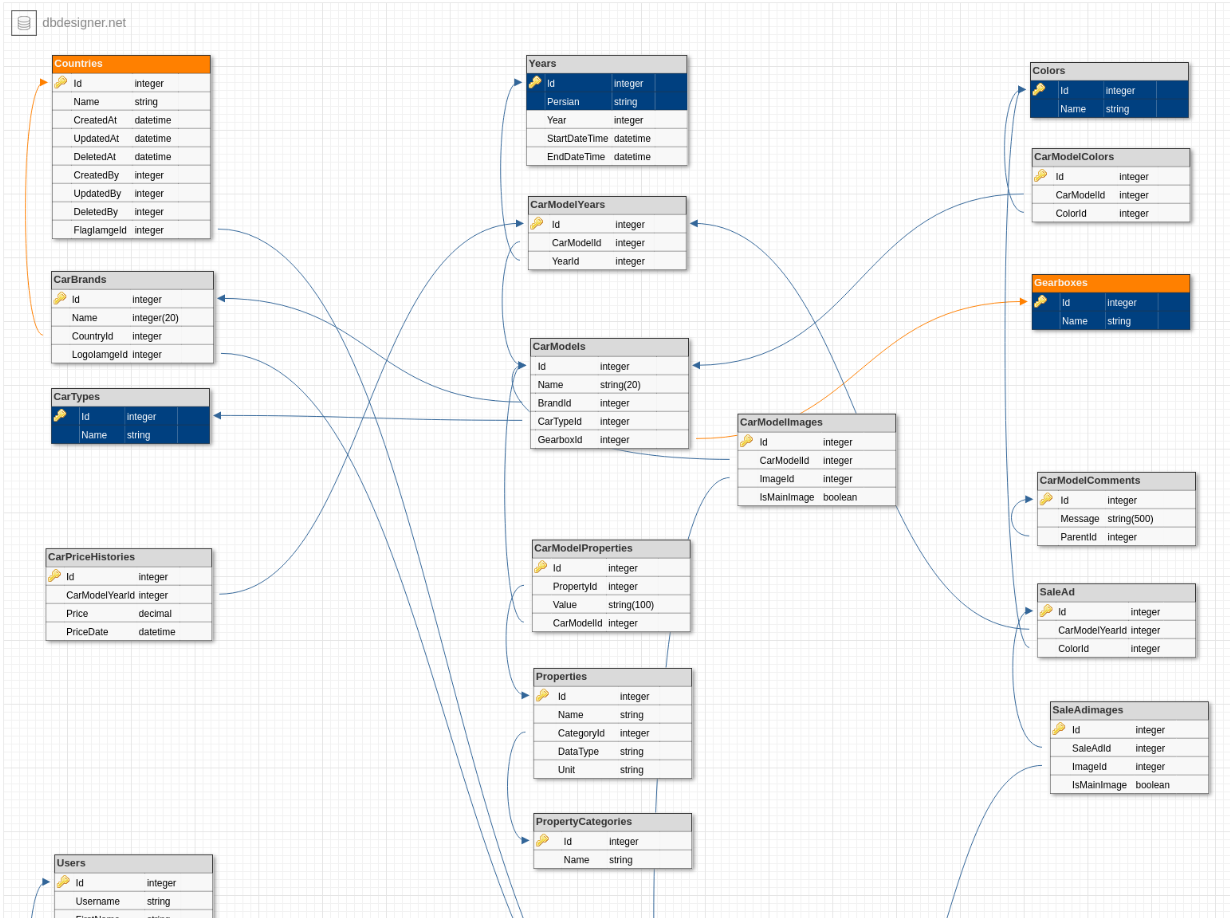 dbdesigner.net
Countries
Id integer
Name string
CreatedAt datetime
UpdatedAt datetime
DeletedAt datetime
CreatedBy integer
UpdatedBy integer
DeletedBy integer
FlagIamgeId integer
CarBrands
Id integer
Name integer(20)
CountryId integer
LogoIamgeId integer
CarTypes
Id integer
Name string
CarPriceHistories
Id integer
CarModelYearId integer
Price decimal
PriceDate datetime
Users
Id integer
Username string
Years
Id integer
Persian string
Year integer
StartDateTime datetime
EndDateTime datetime
CarModelYears
Id integer
CarModelId integer
YearId integer
CarModels
Id integer
Name string(20)
BrandId integer
CarTypeId integer
GearboxId integer
CarModelImages
Id integer
CarModelId integer
ImageId integer
IsMainImage boolean
CarModelProperties
Id integer
PropertyId integer
Value string(100)
CarModelId integer
Properties
Id integer
Name string
CategoryId integer
DataType string
Unit string
PropertyCategories
Id integer
Name string
Colors
Id integer
Name string
CarModelColors
Id integer
CarModelId integer
ColorId integer
Gearboxes
Id integer
Name string
CarModelComments
Id integer
Message string(500)
ParentId integer
SaleAd
Id integer
CarModelYearId integer
ColorId integer
SaleAdimages
Id integer
SaleAdId integer
ImageId integer
IsMainImage boolean